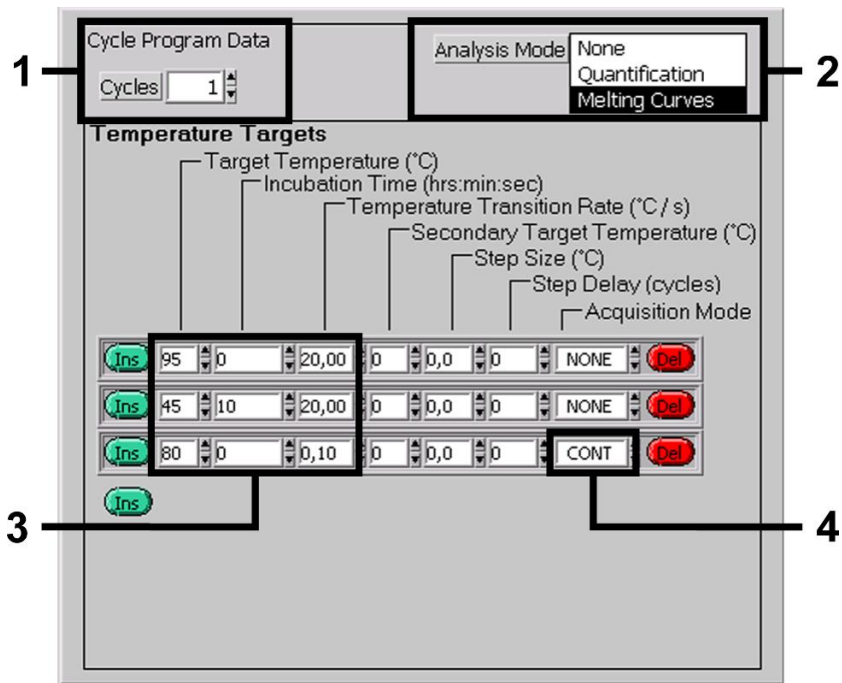 Cycle Program Data
Cycles 1
Analysis Mode None
Quantification
Melting Curves
1
2
Temperature Targets
Target Temperature (°C)
Incubation Time (hrs:min:sec)
Temperature Transition Rate (°C / s)
Secondary Target Temperature (°C)
Step Size (°C)
Step Delay (cycles)
Acquisition Mode
Ins 95 0 20,00 0 0,0 0 NONE Del
Ins 45 10 20,00 0 0,0 0 NONE Del
Ins 80 0 0,10 0 0,0 0 CONT Del
Ins
3
4